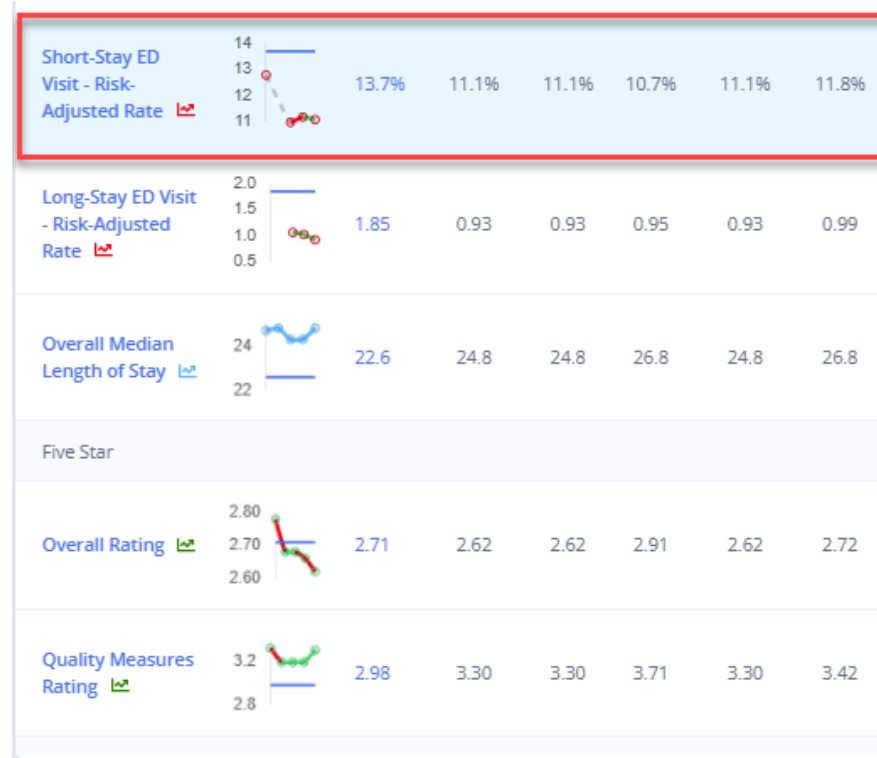 Short-Stay ED
Visit - Risk-
Adjusted Rate
14
13
12
11
13.7% 11.1% 11.1% 10.7% 11.1% 11.8%
Long-Stay ED Visit
- Risk-Adjusted
Rate
2.0
1.5
1.0
0.5
1.85 0.93 0.93 0.95 0.93 0.99
Overall Median
Length of Stay
24
22
22.6 24.8 24.8 26.8 24.8 26.8
Five Star
Overall Rating
2.80
2.70
2.60
2.71 2.62 2.62 2.91 2.62 2.72
Quality Measures
Rating
3.2
2.8
2.98 3.30 3.30 3.71 3.30 3.42